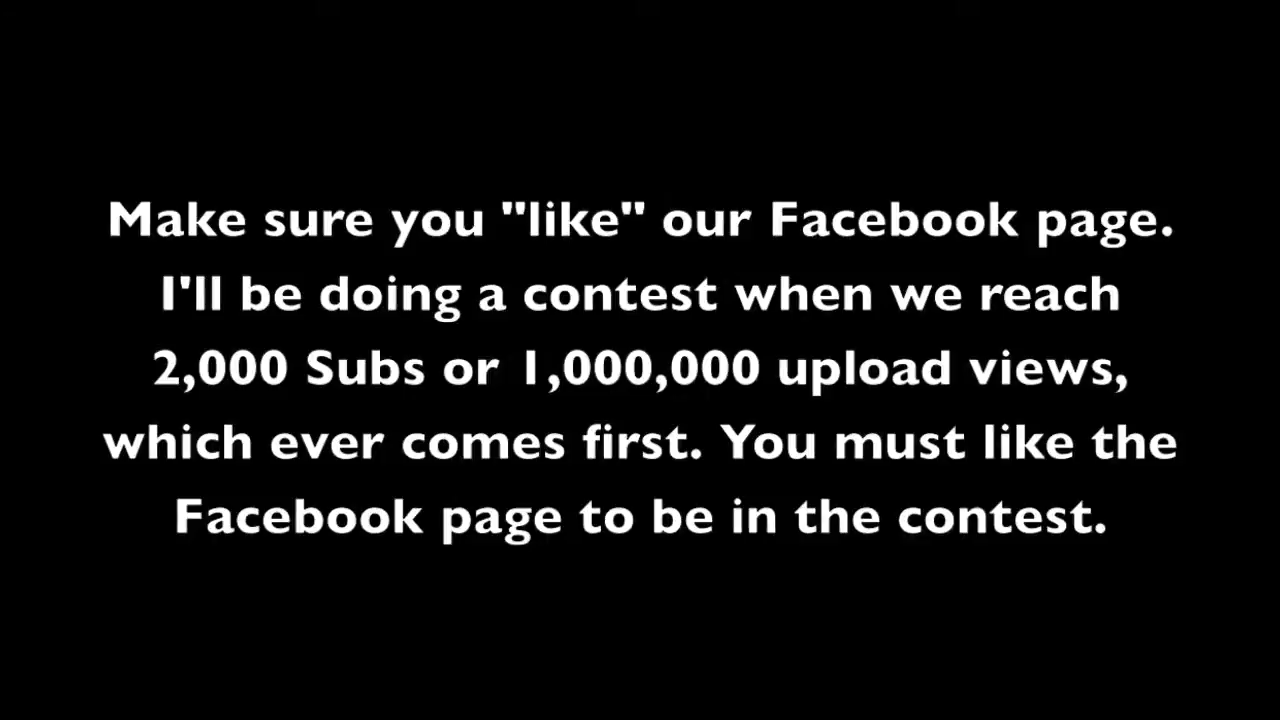 Make sure you "like" our Facebook page.
I'll be doing a contest when we reach
2,000 Subs or 1,000,000 upload views,
which ever comes first. You must like the
Facebook page to be in the contest.